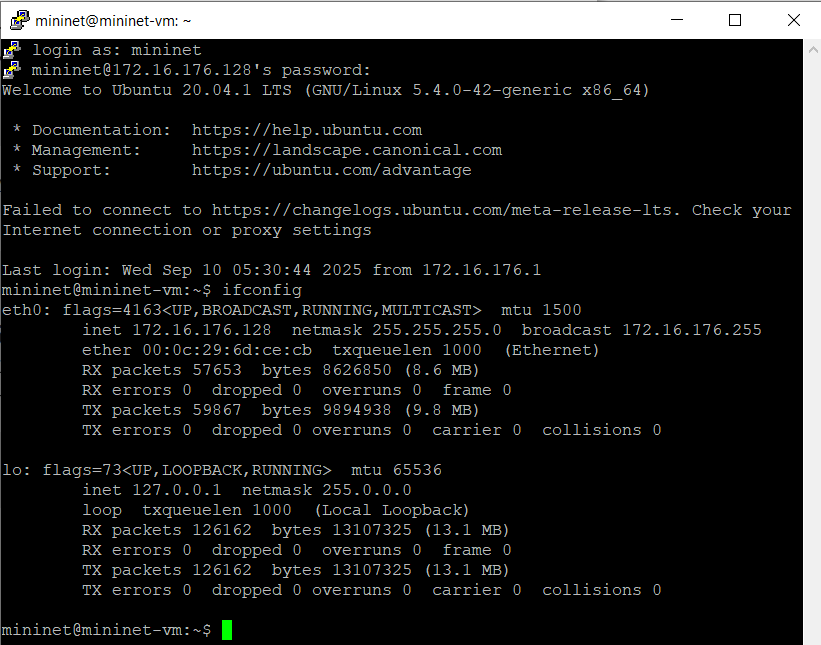 mininet@mininet-vm: ~
login as: mininet
mininet@172.16.176.128's password:
Welcome to Ubuntu 20.04.1 LTS (GNU/Linux 5.4.0-42-generic x86_64)
* Documentation:  https://help.ubuntu.com
* Management:     https://landscape.canonical.com
* Support:        https://ubuntu.com/advantage
Failed to connect to https://changelogs.ubuntu.com/meta-release-lts. Check your
Internet connection or proxy settings
Last login: Wed Sep 10 05:30:44 2025 from 172.16.176.1
mininet@mininet-vm:~$ ifconfig
eth0: flags=4163<UP,BROADCAST,RUNNING,MULTICAST>  mtu 1500
        inet 172.16.176.128  netmask 255.255.255.0  broadcast 172.16.176.255
        ether 00:0c:29:6d:ce:cb  txqueuelen 1000  (Ethernet)
        RX packets 57653  bytes 8626850 (8.6 MB)
        RX errors 0  dropped 0  overruns 0  frame 0
        TX packets 59867  bytes 9894938 (9.8 MB)
        TX errors 0  dropped 0 overruns 0  carrier 0  collisions 0
lo: flags=73<UP,LOOPBACK,RUNNING>  mtu 65536
        inet 127.0.0.1  netmask 255.0.0.0
        loop  txqueuelen 1000  (Local Loopback)
        RX packets 126162  bytes 13107325 (13.1 MB)
        RX errors 0  dropped 0  overruns 0  frame 0
        TX packets 126162  bytes 13107325 (13.1 MB)
        TX errors 0  dropped 0 overruns 0  carrier 0  collisions 0
mininet@mininet-vm:~$